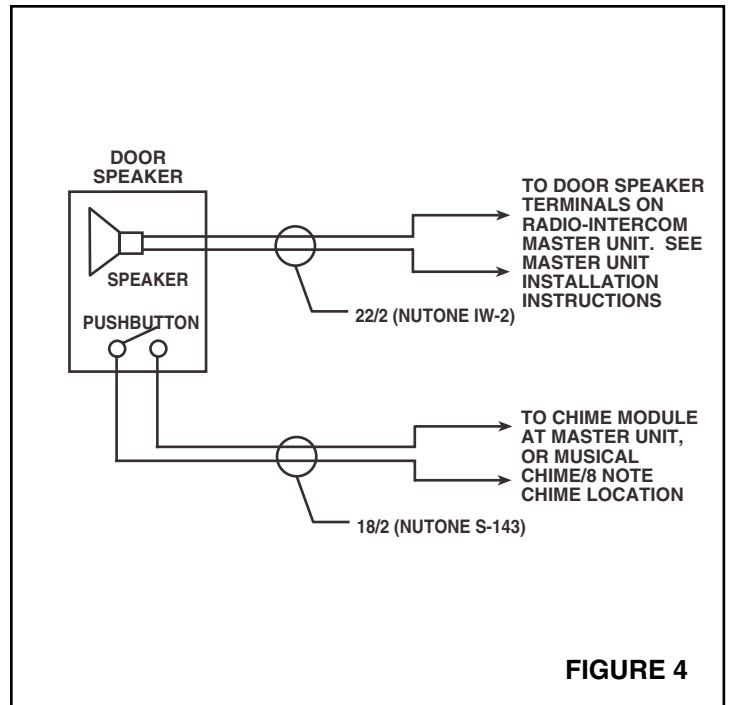 DOOR
SPEAKER
SPEAKER
PUSHBUTTON
TO DOOR SPEAKER
TERMINALS ON
RADIO-INTERCOM
MASTER UNIT. SEE
MASTER UNIT
INSTALLATION
INSTRUCTIONS
22/2 (NUTONE IW-2)
TO CHIME MODULE
AT MASTER UNIT,
OR MUSICAL
CHIME/8 NOTE
CHIME LOCATION
18/2 (NUTONE S-143)
FIGURE 4